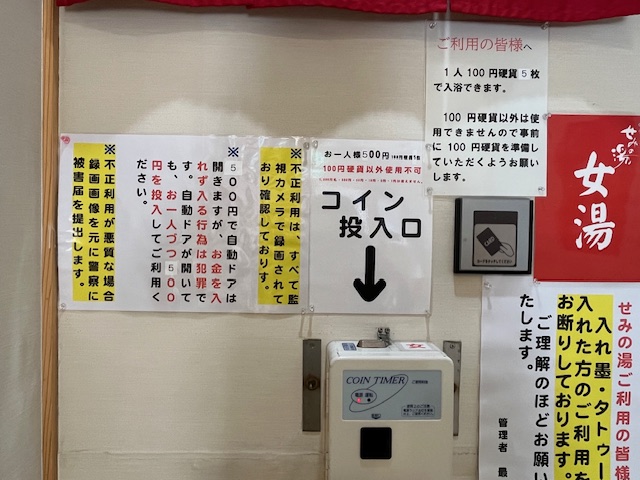 ご利用の皆様へ
1人100円硬貨5枚
で入浴できます。
100円硬貨以外は使
用できませんので事前
に100円硬貨を準備し
ていただくようお願い
します。
せみの湯
女湯
お一人様500円
100円硬貨以外使用不可
コイン
投入口
※不正利用は、すべて監
視カメラで録画されて
おり確認しております。
※500円で自動ドアは
開きますが、お金を入
れず入る行為は犯罪で
す。自動ドアが開いて
も、お一人づつ500
円を投入してご利用く
ださい。
※不正利用が悪質な場合
録画画像を元に警察に
被害届を提出します。
せみの湯ご利用の皆様
入れ墨・タトゥー
入れた方のご利用を
お断りしております。
ご理解のほどお願い
たします。
管理者 最
COIN TIMER
女